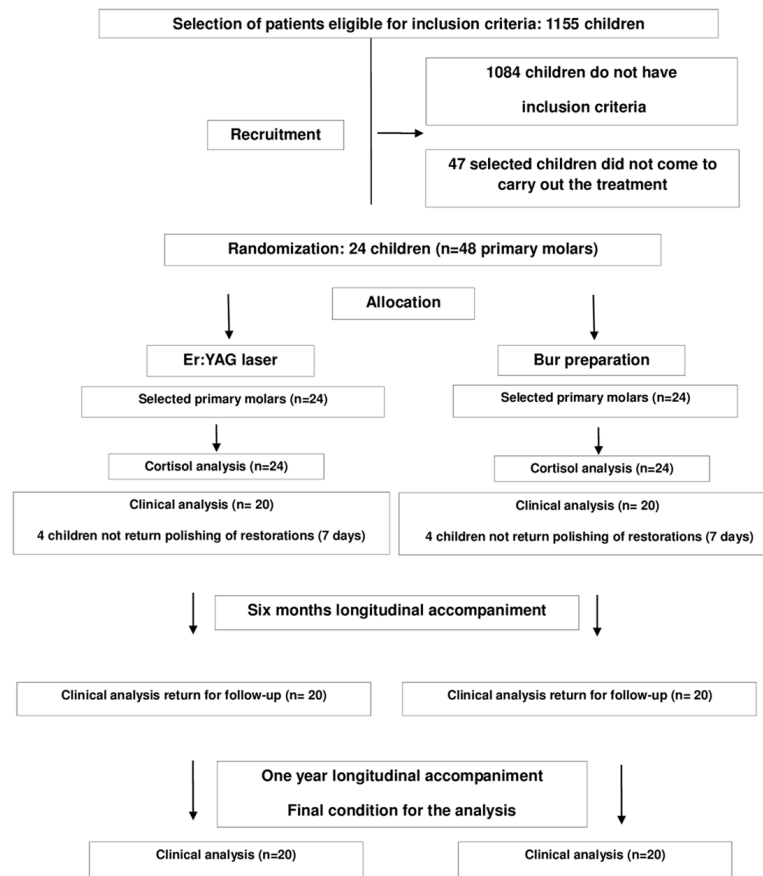 Selection of patients eligible for inclusion criteria: 1155 children
1084 children do not have
inclusion criteria
Recruitment
47 selected children did not come to
carry out the treatment
Randomization: 24 children (n=48 primary molars)
Allocation
Er:YAG laser
Bur preparation
Selected primary molars (n=24)
Selected primary molars (n=24)
Cortisol analysis (n=24)
Cortisol analysis (n=24)
Clinical analysis (n= 20)
4 children not return polishing of restorations (7 days)
Clinical analysis (n= 20)
4 children not return polishing of restorations (7 days)
Six months longitudinal accompaniment
Clinical analysis return for follow-up (n= 20)
Clinical analysis return for follow-up (n= 20)
One year longitudinal accompaniment
Final condition for the analysis
Clinical analysis (n=20)
Clinical analysis (n=20)